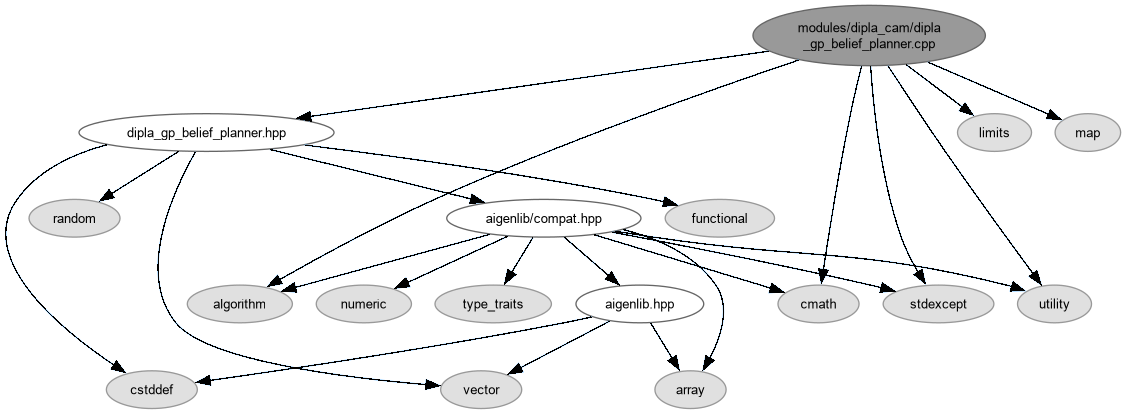 modules/dipla_cam/dipla
_gp_belief_planner.cpp
dipla_gp_belief_planner.hpp
limits
map
random
aigenlib/compat.hpp
functional
algorithm
numeric
type_traits
aigenlib.hpp
cmath
stdexcept
utility
cstddef
vector
array